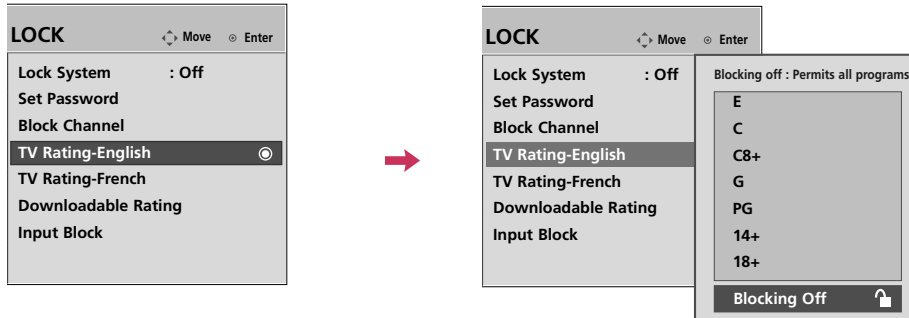 LOCK
Move Enter
Lock System : Off
Set Password
Block Channel
TV Rating-English
TV Rating-French
Downloadable Rating
Input Block
LOCK
Move Enter
Lock System : Off
Set Password
Block Channel
TV Rating-English
TV Rating-French
Downloadable Rating
Input Block
Blocking off : Permits all programs
E
C
C8+
G
PG
14+
18+
Blocking Off